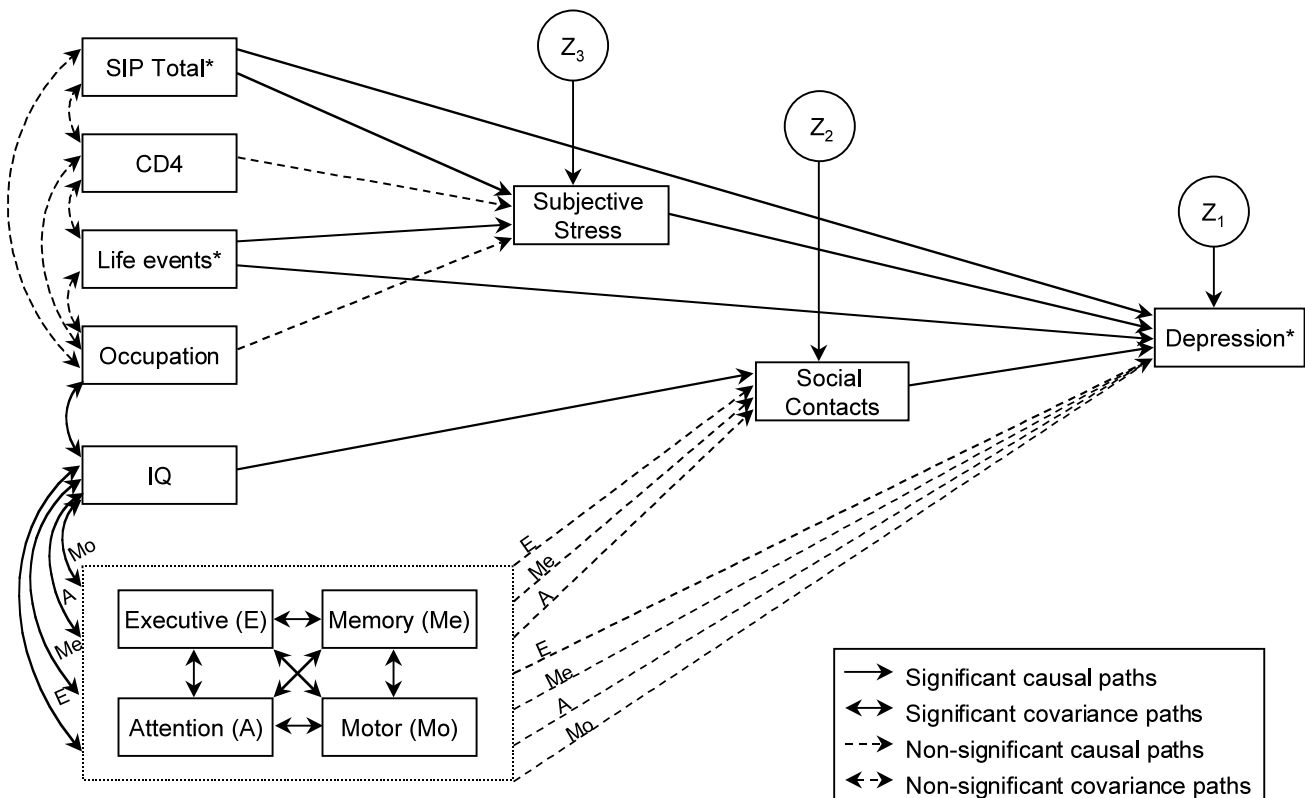 SIP Total*
CD4
Life events*
Occupation
IQ
Z3
Subjective
Stress
Z2
Social
Contacts
Z1
Depression*
Mo
A
Me
E
Executive (E)
Memory (Me)
Attention (A)
Motor (Mo)
E
Me
A
E
Me
A
Mo
Significant causal paths
Significant covariance paths
Non-significant causal paths
Non-significant covariance paths